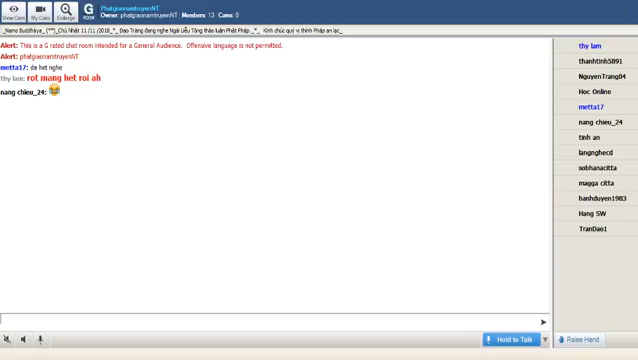 View Cam
My Cam
Enlarge
G
ROOM
PhatgiaonamtruyenNT
Owner: phatgiaonamtruyenNT
Room: G Rated | Members: 13 Cams: 0
_Namo Buddhàya_ (**)_Chủ Nhật 11/11/2018_*_ Đạo Tràng đang nghe Ngài Liễu Tông thảo luận Phật Pháp._*_ Kính chúc quý vị thính Pháp an lạc_
Alert: This is a G rated chat room intended for a General Audience. Offensive language is not permitted.
Alert: phatgiaonamtruyenNT
metta17: da het nghe
thy lam: rot mang het roi ah
nang chieu_24:
thy lam
thanhtinh5891
NguyenTrang04
Hoc Online
metta17
nang chieu_24
tinh an
langnghecd
sobhanacitta
magga citta
hanhduyen1983
Hang SW
TranDao1
Hold to Talk
Raise Hand